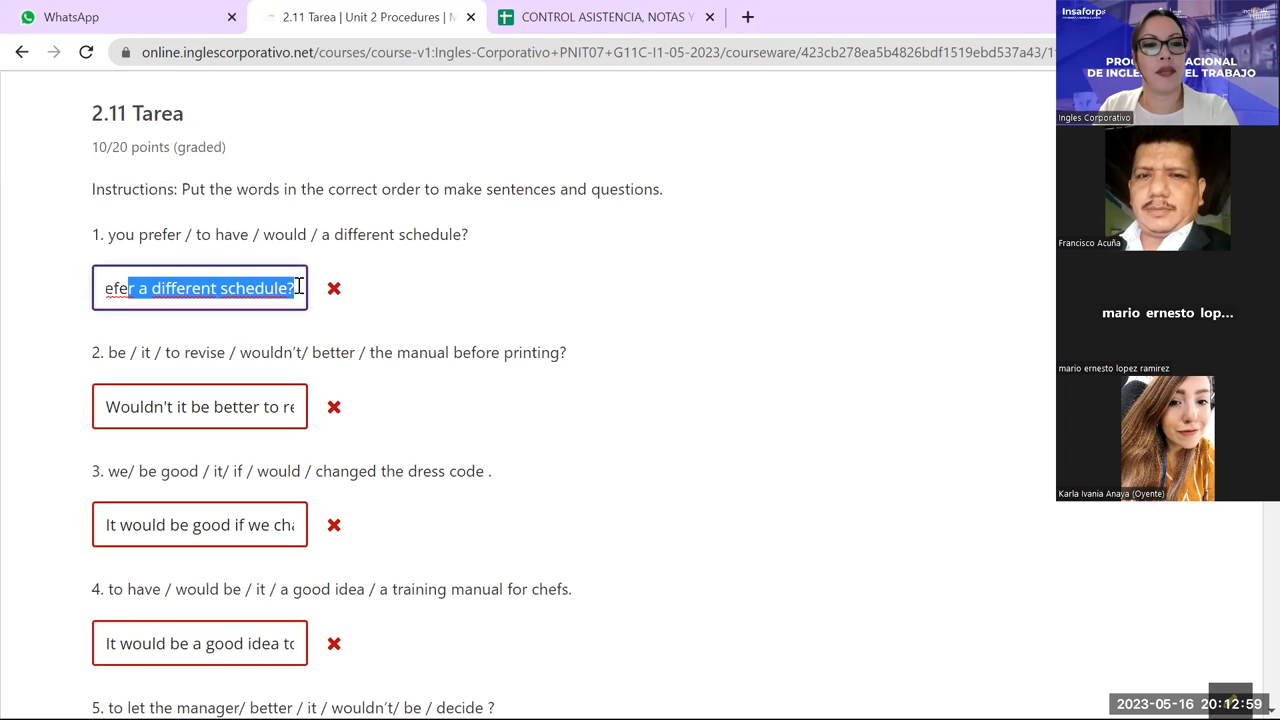 WhatsApp
2.11 Tarea | Unit 2 Procedures |
CONTROL ASISTENCIA
NOTAS
online.inglescorporativo.net/courses/course-v1:Ingles-Corporativo+PNIT07+G11C-I1-05-2023/courseware/423cb278ea5b4826bdf1519ebd537a43/1
Insaforp
DE INGLE
ACIONAL
EL TRABAJO
Ingles Corporativo
2.11 Tarea
10/20 points (graded)
Instructions: Put the words in the correct order to make sentences and questions.
1. you prefer / to have / would / a different schedule?
efer a different schedule?
2. be / it / to revise / wouldn't/ better / the manual before printing?
Wouldn't it be better to re
3. we/ be good / it/ if / would / changed the dress code .
It would be good if we cha
4. to have / would be / it / a good idea / a training manual for chefs.
It would be a good idea to
5. to let the manager/ better / it / wouldn't/ be / decide ?
Francisco Acuña
mario ernesto lop...
mario ernesto lopez ramirez
Karla Ivania Anaya (Oyente)
2023-05-16 20:12:59